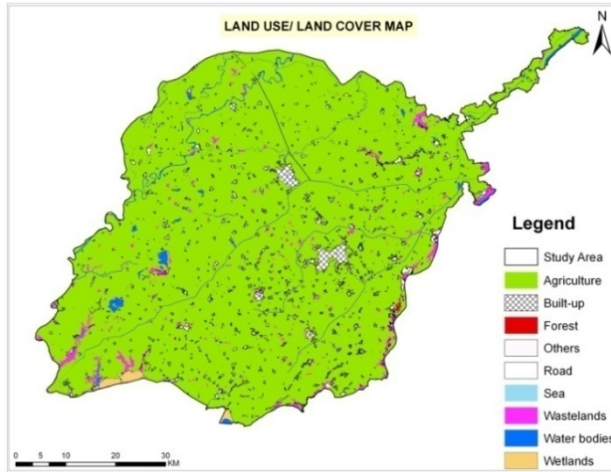 LAND USE/ LAND COVER MAP
N
Legend
Study Area
Agriculture
Built-up
Forest
Others
Road
Sea
Wastelands
Water bodies
Wetlands
0 5 10 20 30
KM